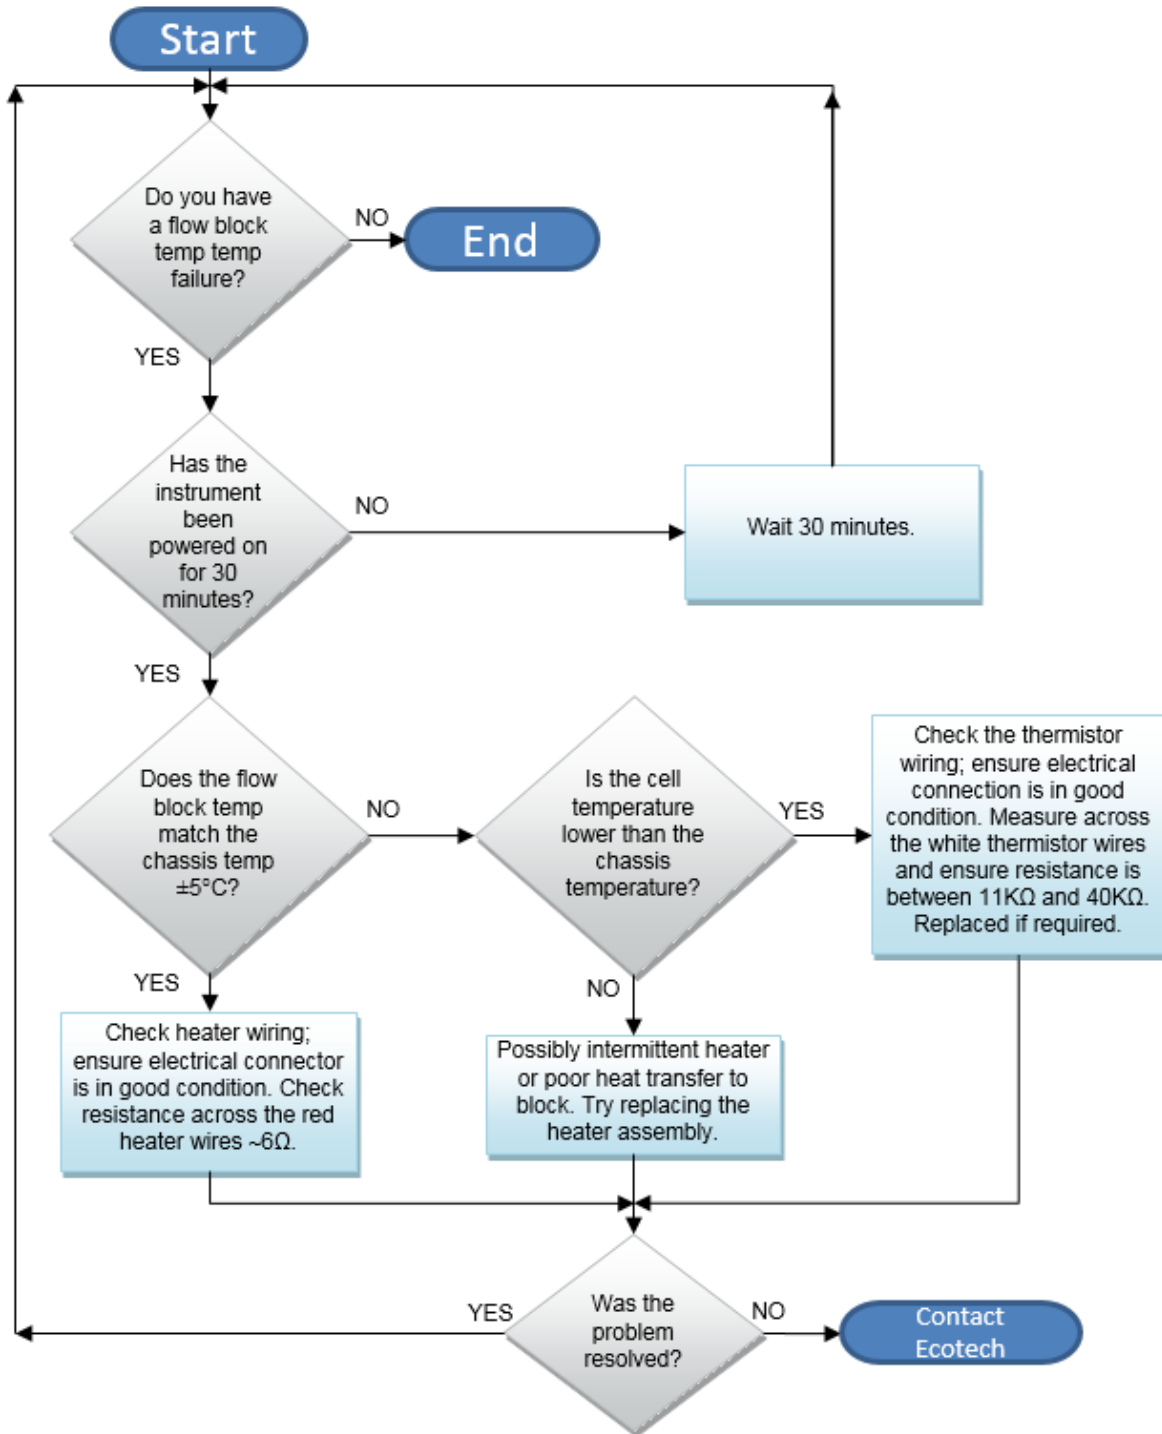 Start
Do you have
a flow block
temp temp
failure?
NO
End
YES
Has the
instrument
been
powered on
for 30
minutes?
NO
Wait 30 minutes.
YES
Does the flow
block temp
match the
chassis temp
±5°C?
NO
Is the cell
temperature
lower than the
chassis
temperature?
YES
Check the thermistor
wiring; ensure electrical
connection is in good
condition. Measure across
the white thermistor wires
and ensure resistance is
between 11KΩ and 40KΩ.
Replaced if required.
YES
Check heater wiring;
ensure electrical connector
is in good condition. Check
resistance across the red
heater wires ~6Ω.
NO
Possibly intermittent heater
or poor heat transfer to
block. Try replacing the
heater assembly.
YES
Was the
problem
resolved?
NO
Contact
Ecotech